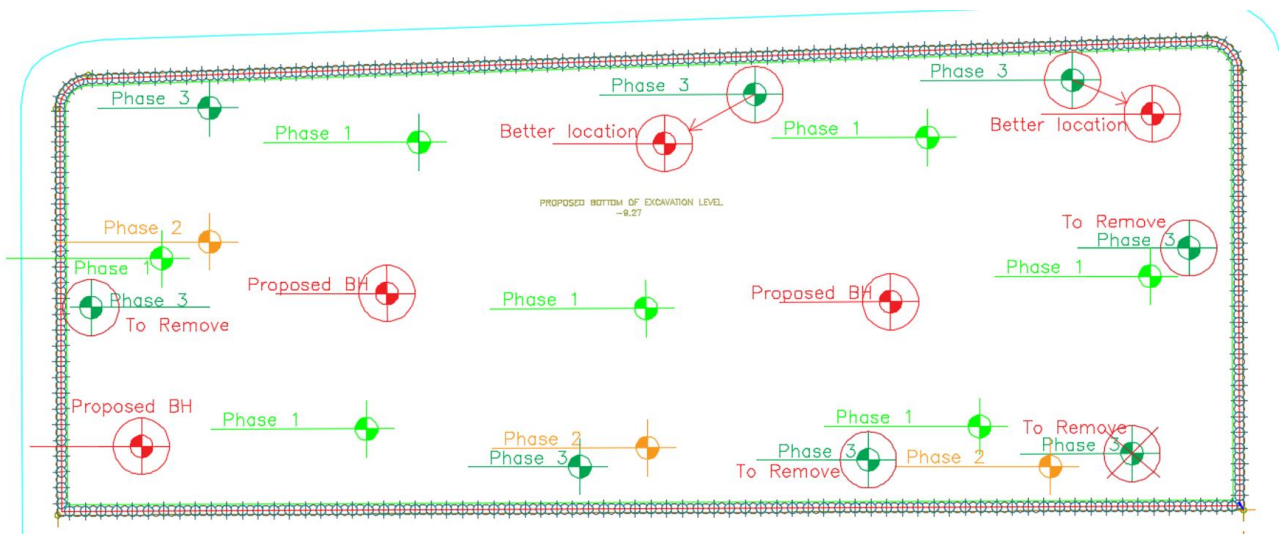 Phase 3
Phase 3
Phase 3
Phase 1
Better location
Phase 1
Better location
PROPOSED BOTTOM OF EXCAVATION LEVEL
-9.27
Phase 2
Phase 1
To Remove
Phase 3
Phase 1
Phase 3
To Remove
Proposed BH
Phase 1
Proposed BH
Proposed BH
Phase 1
Phase 2
Phase 3
Phase 1
Phase 3
To Remove
Phase 2
To Remove
Phase 3